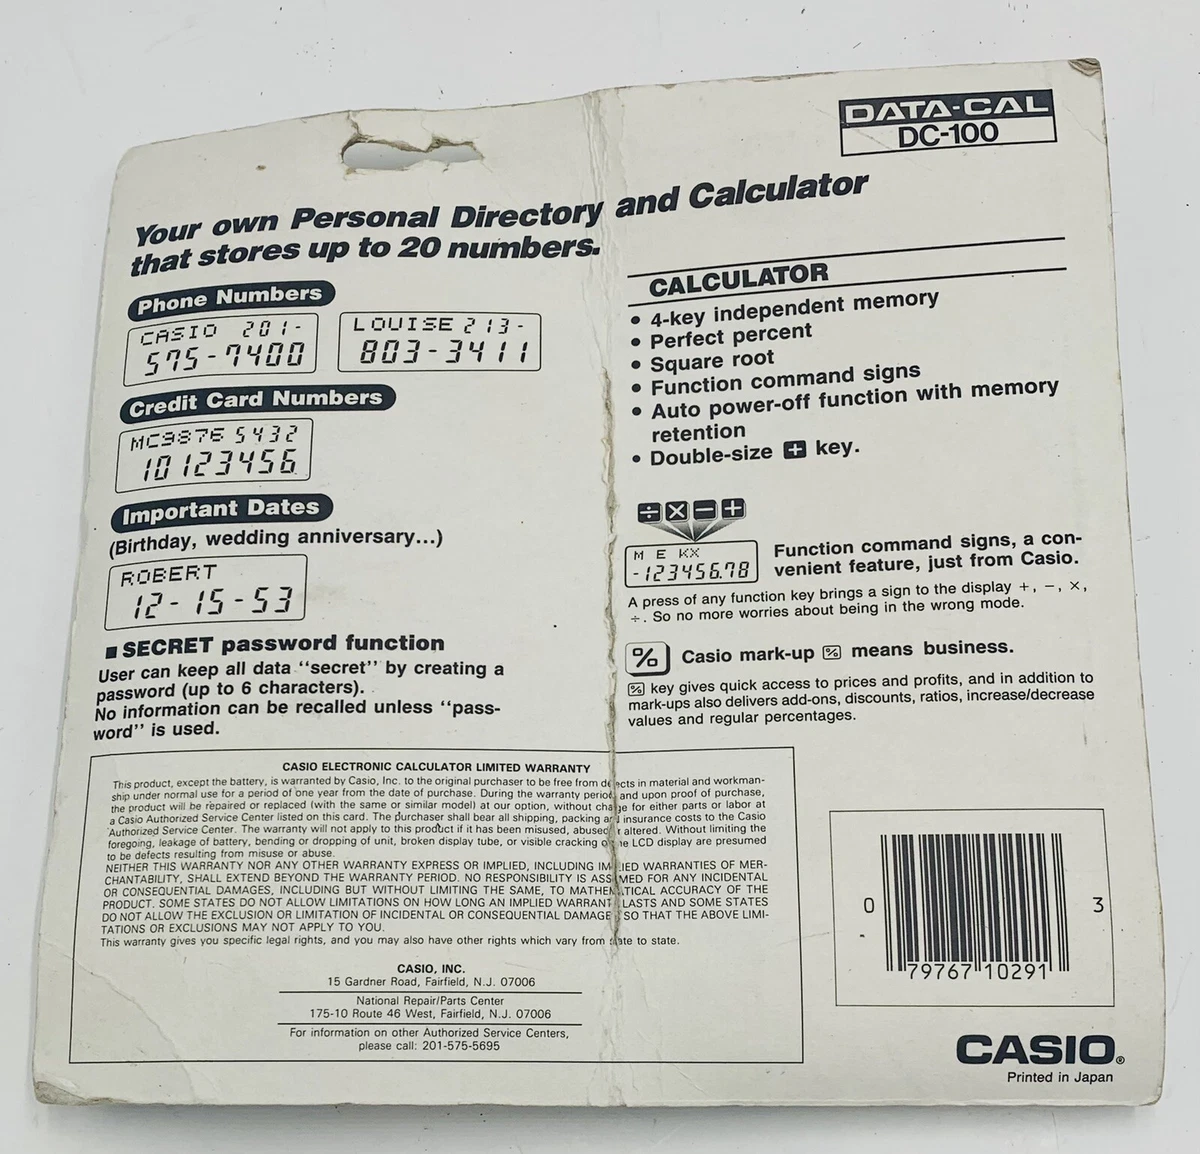 DATA-CAL
DC-100
Your own Personal Directory and Calculator
that stores up to 20 numbers.
Phone Numbers
CASIO 201-
575-7400
LOUISE 213-
803-3411
Credit Card Numbers
MC9876 5432
10123456
Important Dates
(Birthday, wedding anniversary...)
ROBERT
12-15-53
■ SECRET password function
User can keep all data "secret" by creating a
password (up to 6 characters).
No information can be recalled unless "pass-
word" is used.
CALCULATOR
• 4-key independent memory
• Perfect percent
• Square root
• Function command signs
• Auto power-off function with memory
retention
• Double-size + key.
÷ × − +
M E KX
-123456.78
Function command signs, a con-
venient feature, just from Casio.
A press of any function key brings a sign to the display +, −, ×,
÷. So no more worries about being in the wrong mode.
% Casio mark-up % means business.
% key gives quick access to prices and profits, and in addition to
mark-ups also delivers add-ons, discounts, ratios, increase/decrease
values and regular percentages.
CASIO ELECTRONIC CALCULATOR LIMITED WARRANTY
This product, except the battery, is warranted by Casio, Inc. to the original purchaser to be free from defects in material and workman-
ship under normal use for a period of one year from the date of purchase. During the warranty period, and upon proof of purchase,
the product will be repaired or replaced (with the same or similar model) at our option, without charge for either parts or labor at
a Casio Authorized Service Center listed on this card. The purchaser shall bear all shipping, packing and insurance costs to the Casio
Authorized Service Center. The warranty will not apply to this product if it has been misused, abused or altered. Without limiting the
foregoing, leakage of battery, bending or dropping of unit, broken display tube, or visible cracking of the LCD display are presumed
to be defects resulting from misuse or abuse.
NEITHER THIS WARRANTY NOR ANY OTHER WARRANTY EXPRESS OR IMPLIED, INCLUDING IMPLIED WARRANTIES OF MER-
CHANTABILITY, SHALL EXTEND BEYOND THE WARRANTY PERIOD. NO RESPONSIBILITY IS ASSUMED FOR ANY INCIDENTAL
OR CONSEQUENTIAL DAMAGES, INCLUDING BUT WITHOUT LIMITING THE SAME, TO MATHEMATICAL ACCURACY OF THE
PRODUCT. SOME STATES DO NOT ALLOW LIMITATIONS ON HOW LONG AN IMPLIED WARRANTY LASTS AND SOME STATES
DO NOT ALLOW THE EXCLUSION OR LIMITATION OF INCIDENTAL OR CONSEQUENTIAL DAMAGES SO THAT THE ABOVE LIMI-
TATIONS OR EXCLUSIONS MAY NOT APPLY TO YOU.
This warranty gives you specific legal rights, and you may also have other rights which vary from state to state.
CASIO, INC.
15 Gardner Road, Fairfield, N.J. 07006
National Repair/Parts Center
175-10 Route 46 West, Fairfield, N.J. 07006
For information on other Authorized Service Centers,
please call: 201-575-5695
0 79767 10291 3
CASIO®
Printed in Japan